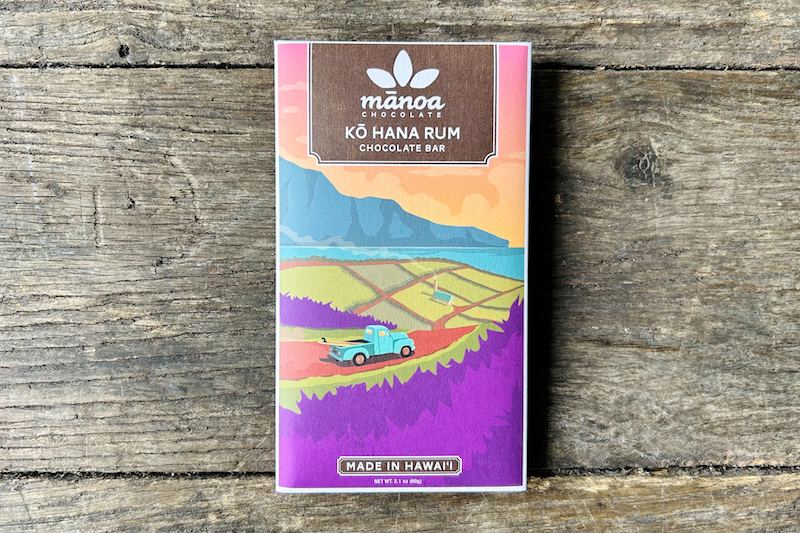 mānoa
CHOCOLATE
KŌ HANA RUM
CHOCOLATE BAR
MADE IN HAWAI'I
NET WT. 2.1 oz (60g)